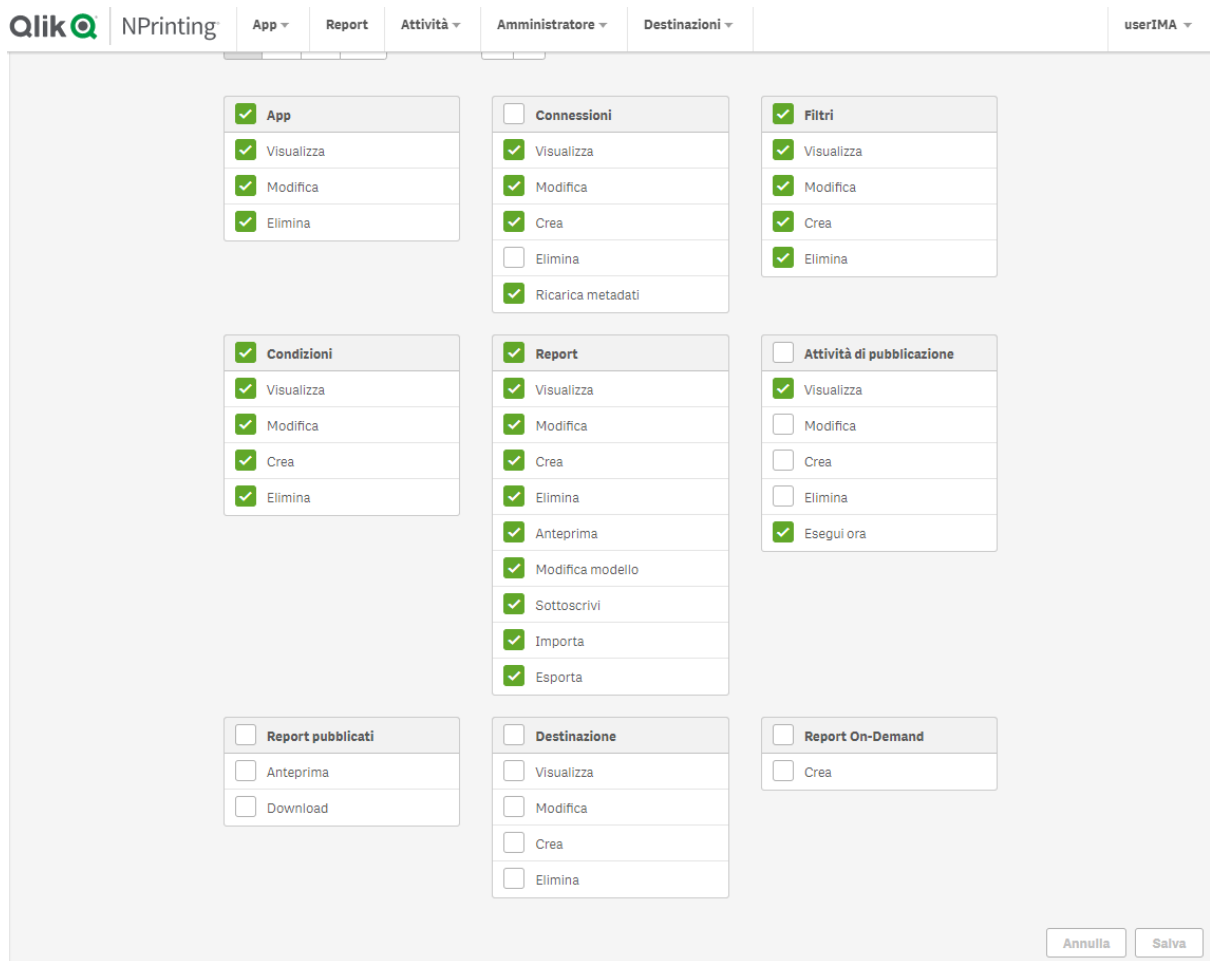 Qlik NPrinting App Report Attività Amministratore Destinazioni userIMA
App
Visualizza
Modifica
Elimina
Connessioni
Visualizza
Modifica
Crea
Elimina
Ricarica metadati
Filtri
Visualizza
Modifica
Crea
Elimina
Condizioni
Visualizza
Modifica
Crea
Elimina
Report
Visualizza
Modifica
Crea
Elimina
Anteprima
Modifica modello
Sottoscrivi
Importa
Esporta
Attività di pubblicazione
Visualizza
Modifica
Crea
Elimina
Esegui ora
Report pubblicati
Anteprima
Download
Destinazione
Visualizza
Modifica
Crea
Elimina
Report On-Demand
Crea
Annulla Salva